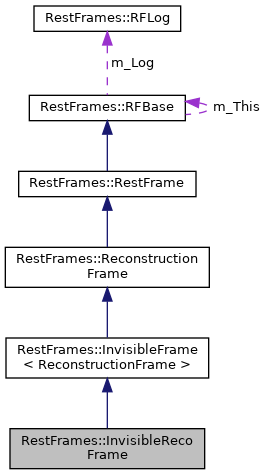 RestFrames::RFLog
m_Log
RestFrames::RFBase
m_This
RestFrames::RestFrame
RestFrames::Reconstruction
Frame
RestFrames::InvisibleFrame
< ReconstructionFrame >
RestFrames::InvisibleReco
Frame